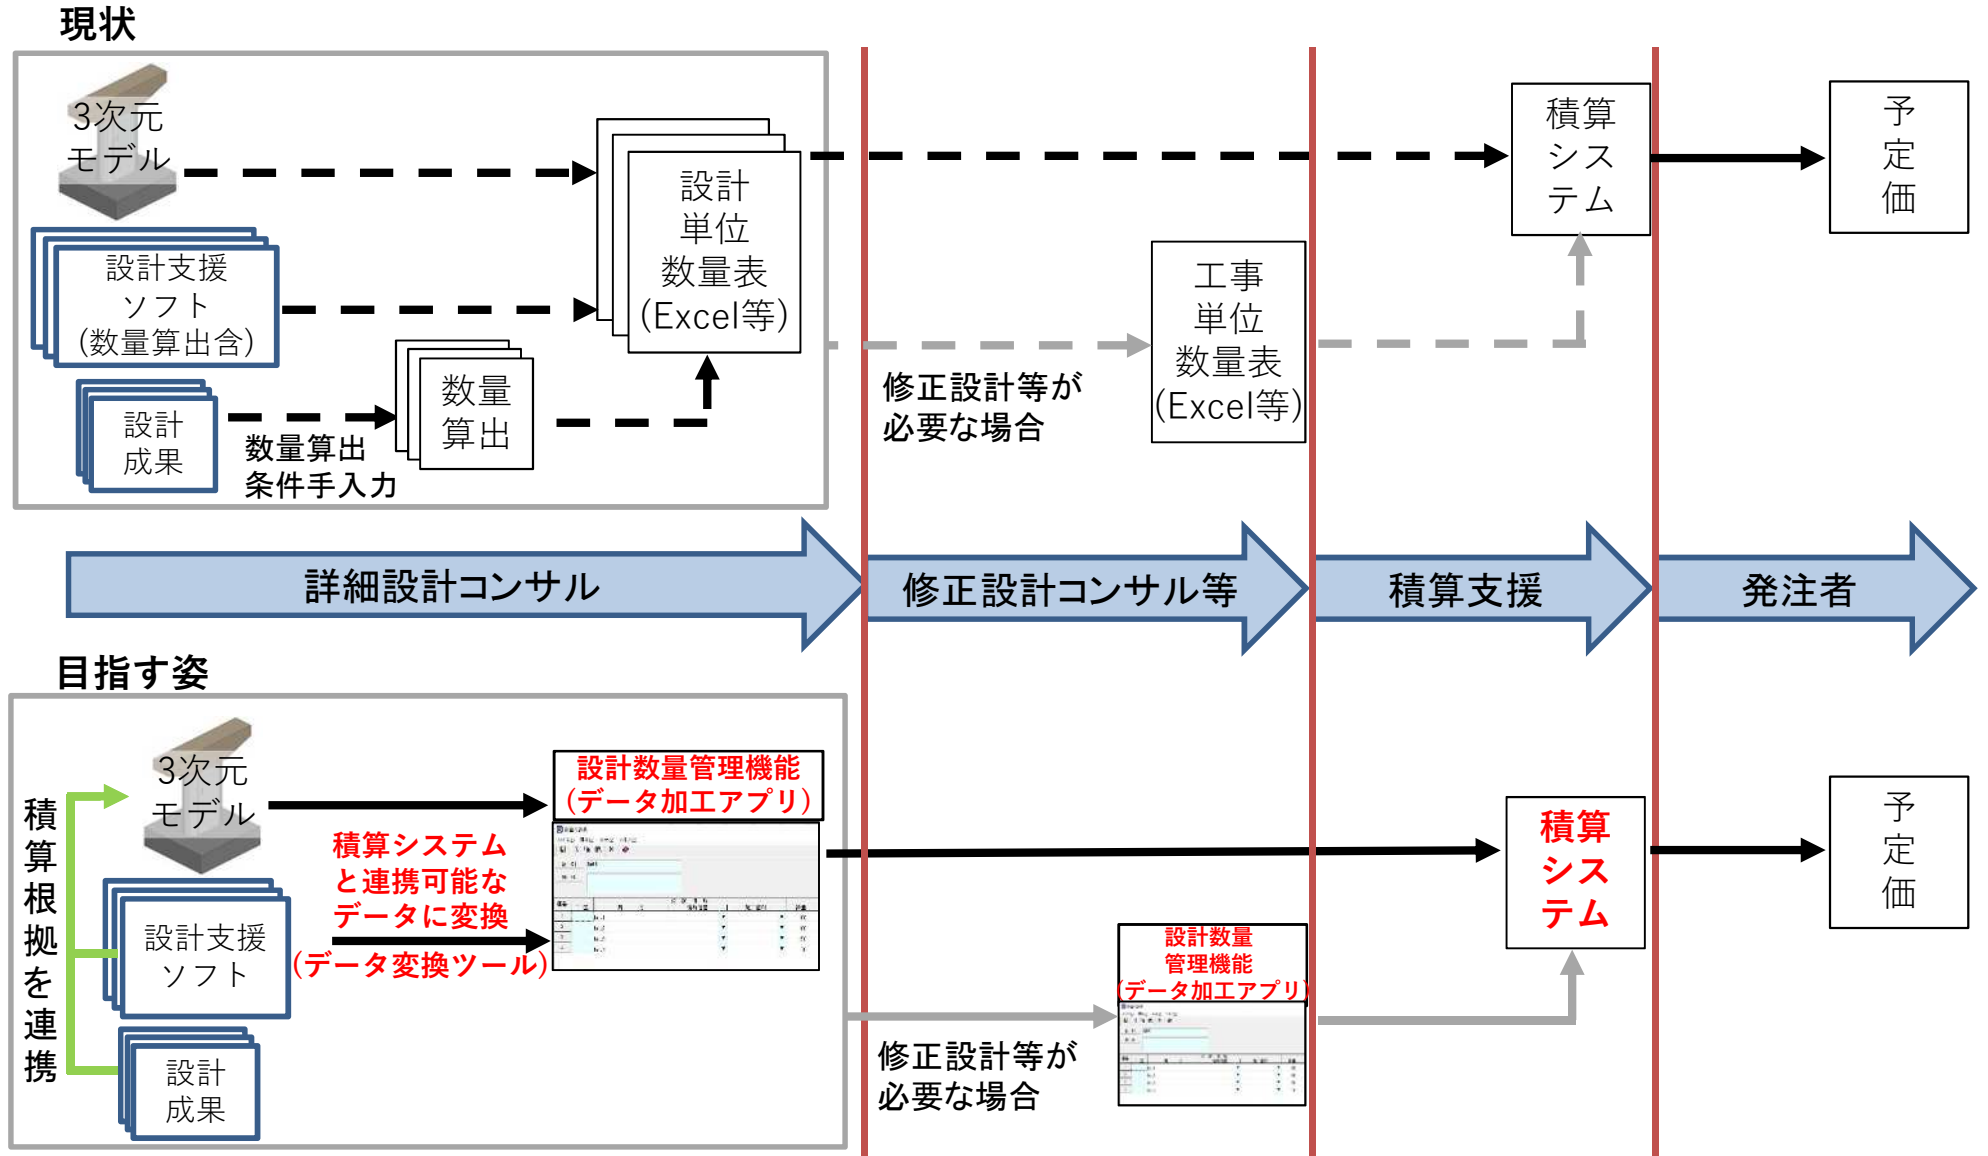 現状
3次元
モデル
設計支援
ソフト
(数量算出含)
設計
成果
数量算出
条件手入力
数量
算出
設計
単位
数量表
(Excel等)
修正設計等が
必要な場合
工事
単位
数量表
(Excel等)
積算
シス
テム
予
定
価
詳細設計コンサル
修正設計コンサル等
積算支援
発注者
目指す姿
積算根拠を連携
3次元
モデル
設計支援
ソフト
設計
成果
積算システム
と連携可能な
データに変換
(データ変換ツール)
設計数量管理機能
(データ加工アプリ)
修正設計等が
必要な場合
設計数量
管理機能
(データ加工アプリ)
積算
シス
テム
予
定
価